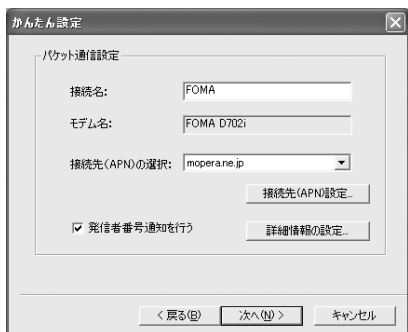 かんたん設定
パケット通信設定
接続名: FOMA
モデム名: FOMA D702i
接続先(APN)の選択: mopera.ne.jp
接続先(APN)設定...
発信者番号通知を行う 詳細情報の設定...
< 戻る(B) 次へ(N) > キャンセル